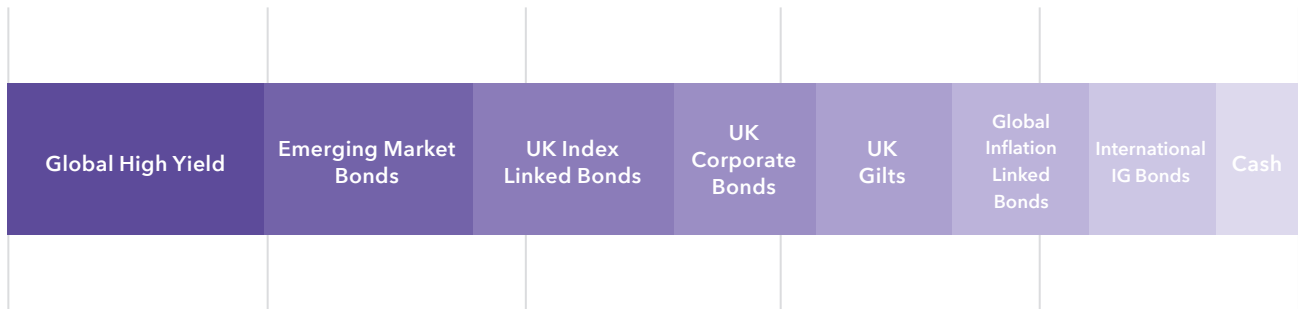 Global High Yield
Emerging Market
Bonds
UK Index
Linked Bonds
UK
Corporate
Bonds
UK
Gilts
Global
Inflation
Linked
Bonds
International
IG Bonds
Cash